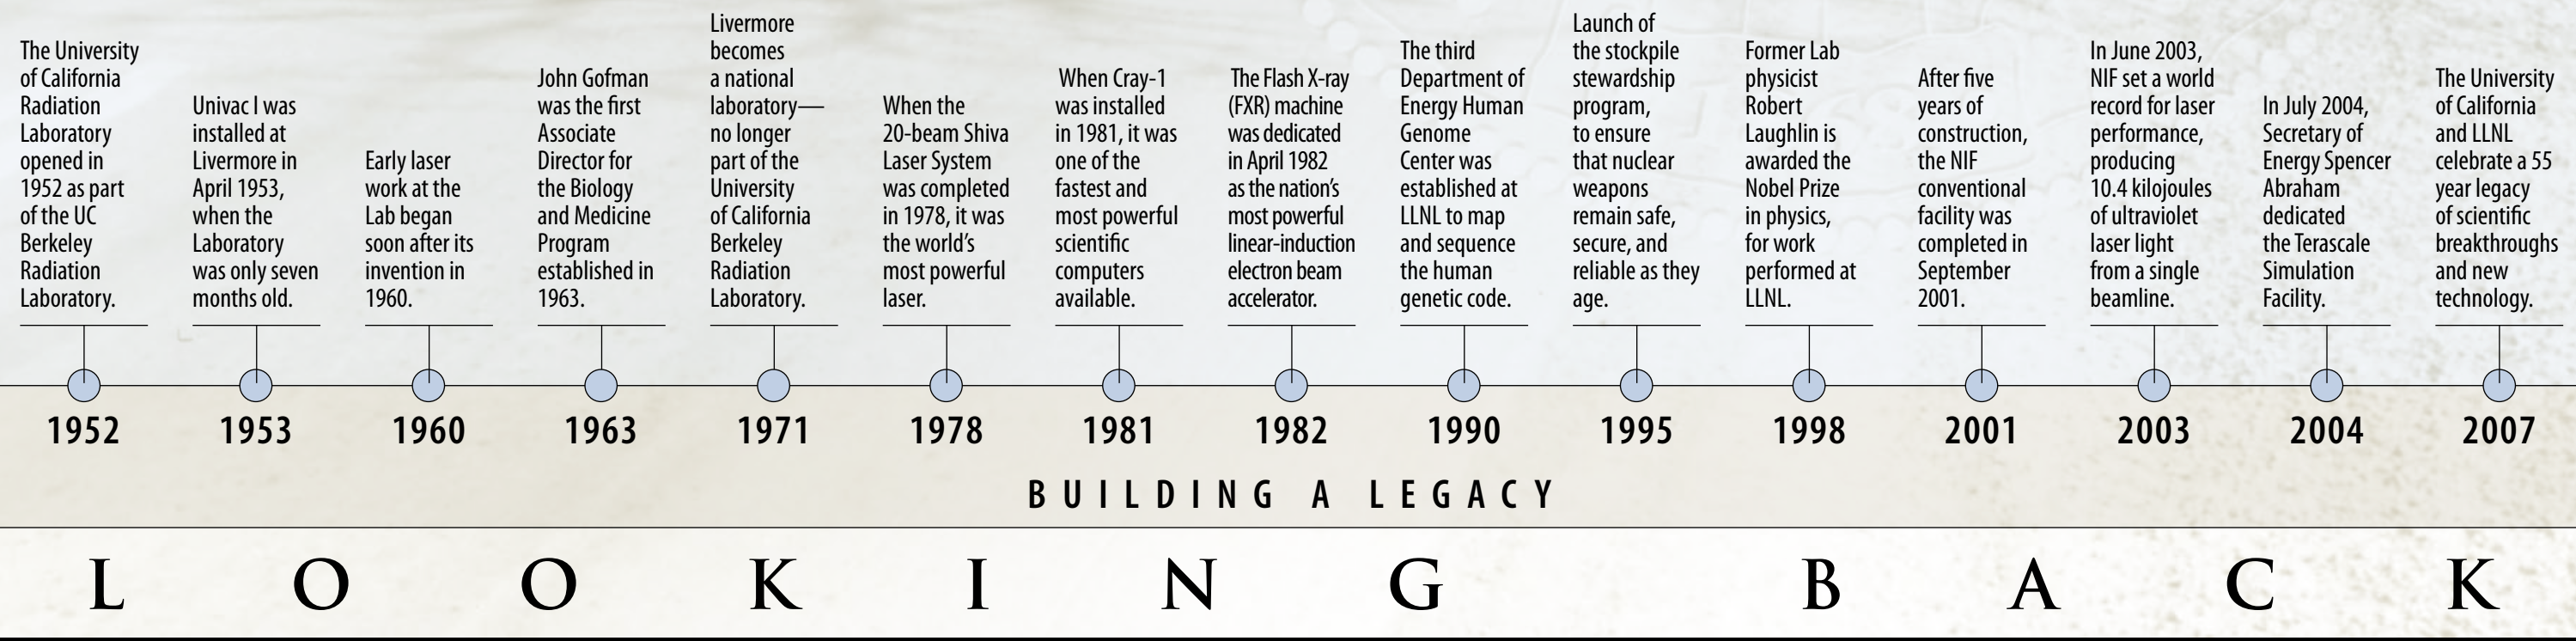 The University
of California
Radiation
Laboratory
opened in
1952 as part
of the UC
Berkeley
Radiation
Laboratory.
Univac I was
installed at
Livermore in
April 1953,
when the
Laboratory
was only seven
months old.
Early laser
work at the
Lab began
soon after its
invention in
1960.
John Gofman
was the first
Associate
Director for
the Biology
and Medicine
Program
established in
1963.
Livermore
becomes
a national
laboratory—
no longer
part of the
University
of California
Berkeley
Radiation
Laboratory.
When the
20-beam Shiva
Laser System
was completed
in 1978, it was
the world's
most powerful
laser.
When Cray-1
was installed
in 1981, it was
one of the
fastest and
most powerful
scientific
computers
available.
The Flash X-ray
(FXR) machine
was dedicated
in April 1982
as the nation's
most powerful
linear-induction
electron beam
accelerator.
The third
Department of
Energy Human
Genome
Center was
established at
LLNL to map
and sequence
the human
genetic code.
Launch of
the stockpile
stewardship
program,
to ensure
that nuclear
weapons
remain safe,
secure, and
reliable as they
age.
Former Lab
physicist
Robert
Laughlin is
awarded the
Nobel Prize
in physics,
for work
performed at
LLNL.
After five
years of
construction,
the NIF
conventional
facility was
completed in
September
2001.
In June 2003,
NIF set a world
record for laser
performance,
producing
10.4 kilojoules
of ultraviolet
laser light
from a single
beamline.
In July 2004,
Secretary of
Energy Spencer
Abraham
dedicated
the Terascale
Simulation
Facility.
The University
of California
and LLNL
celebrate a 55
year legacy
of scientific
breakthroughs
and new
technology.
1952 1953 1960 1963 1971 1978 1981 1982 1990 1995 1998 2001 2003 2004 2007
BUILDING A LEGACY
LOOKING BACK